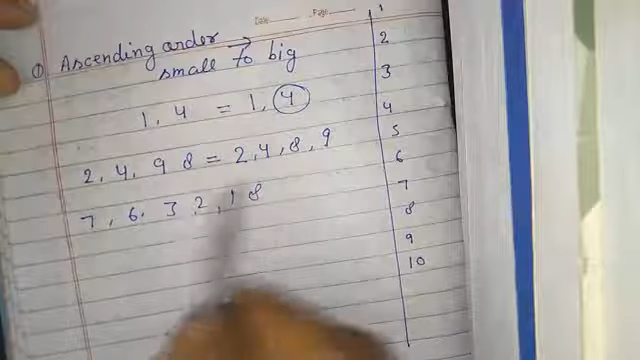 Date Page
① Ascending order →
small to big
1, 4 = 1, 4
2, 4, 9 8 = 2, 4, 8, 9
7, 6, 3 2, 1 8
1
2
3
4
5
6
7
8
9
10